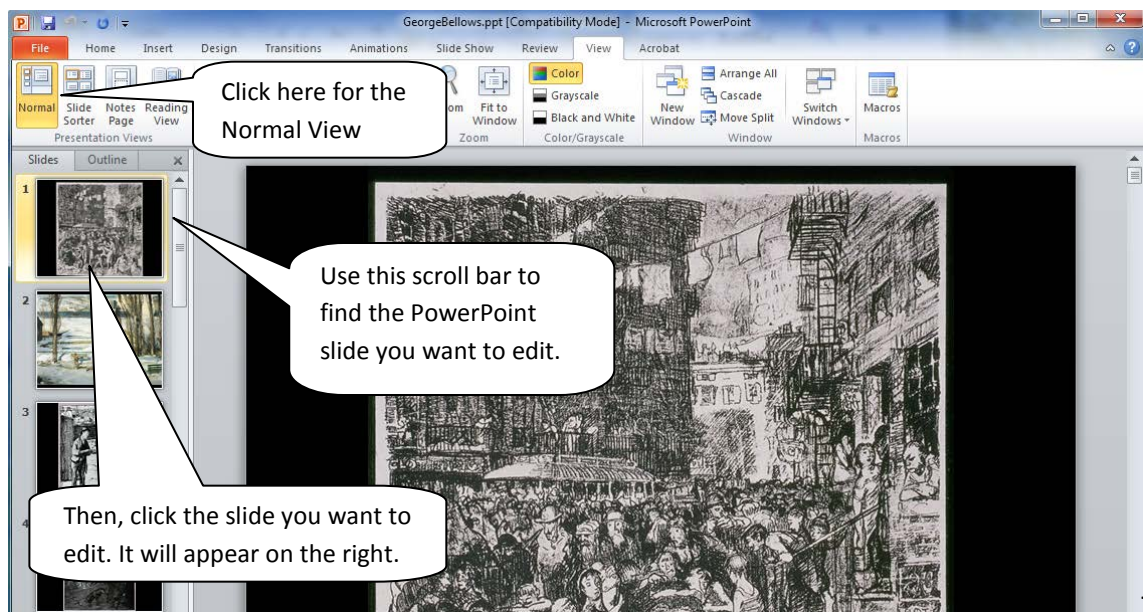 GeorgeBellows.ppt [Compatibility Mode] - Microsoft PowerPoint
File Home Insert Design Transitions Animations Slide Show Review View Acrobat
Normal Slide Sorter Notes Page Reading View
Presentation Views
Click here for the
Normal View
Fit to Window
Zoom
Color
Grayscale
Black and White
Color/Grayscale
New Window
Arrange All
Cascade
Move Split
Switch Windows
Window
Macros
Macros
Slides Outline
1
2
3
4
Use this scroll bar to
find the PowerPoint
slide you want to edit.
Then, click the slide you want to
edit. It will appear on the right.